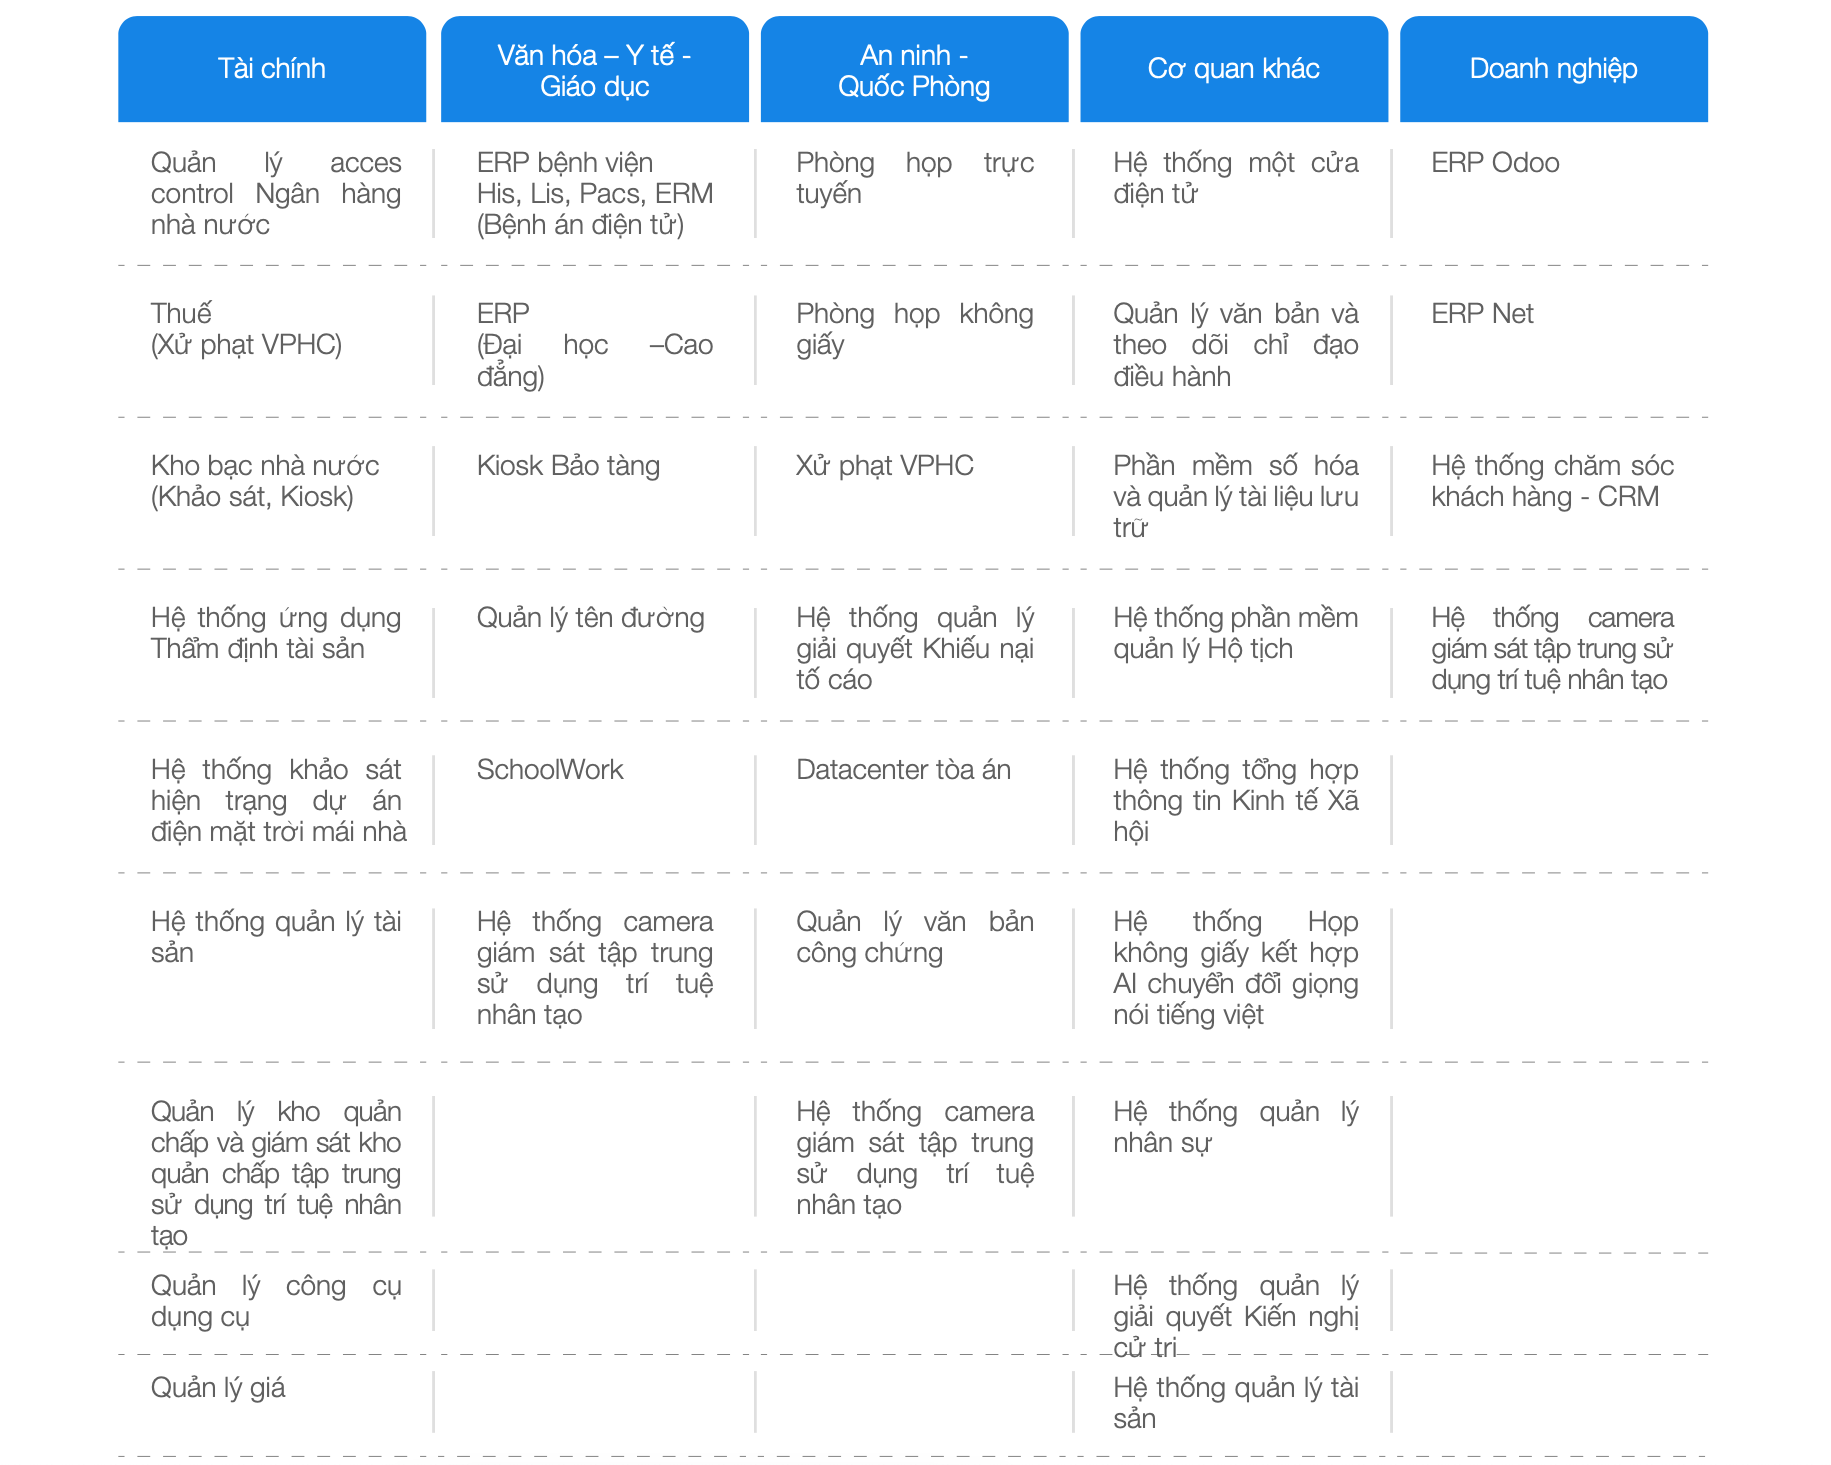 Tài chính
Văn hóa – Y tế -
Giáo dục
An ninh -
Quốc Phòng
Cơ quan khác
Doanh nghiệp
Quản lý acces
control Ngân hàng
nhà nước
ERP bệnh viện
His, Lis, Pacs, ERM
(Bệnh án điện tử)
Phòng họp trực
tuyến
Hệ thống một cửa
điện tử
ERP Odoo
Thuế
(Xử phạt VPHC)
ERP
(Đại học –Cao
đẳng)
Phòng họp không
giấy
Quản lý văn bản và
theo dõi chỉ đạo
điều hành
ERP Net
Kho bạc nhà nước
(Khảo sát, Kiosk)
Kiosk Bảo tàng
Xử phạt VPHC
Phần mềm số hóa
và quản lý tài liệu lưu
trữ
Hệ thống chăm sóc
khách hàng - CRM
Hệ thống ứng dụng
Thẩm định tài sản
Quản lý tên đường
Hệ thống quản lý
giải quyết Khiếu nại
tố cáo
Hệ thống phần mềm
quản lý Hộ tịch
Hệ thống camera
giám sát tập trung sử
dụng trí tuệ nhân tạo
Hệ thống khảo sát
hiện trạng dự án
điện mặt trời mái nhà
SchoolWork
Datacenter tòa án
Hệ thống tổng hợp
thông tin Kinh tế Xã
hội
Hệ thống quản lý tài
sản
Hệ thống camera
giám sát tập trung
sử dụng trí tuệ
nhân tạo
Quản lý văn bản
công chứng
Hệ thống Họp
không giấy kết hợp
AI chuyển đổi giọng
nói tiếng việt
Quản lý kho quản
chấp và giám sát kho
quản chấp tập trung
sử dụng trí tuệ nhân
tạo
Hệ thống camera
giám sát tập trung
sử dụng trí tuệ
nhân tạo
Hệ thống quản lý
nhân sự
Quản lý công cụ
dụng cụ
Hệ thống quản lý
giải quyết Kiến nghị
cử tri
Quản lý giá
Hệ thống quản lý tài
sản